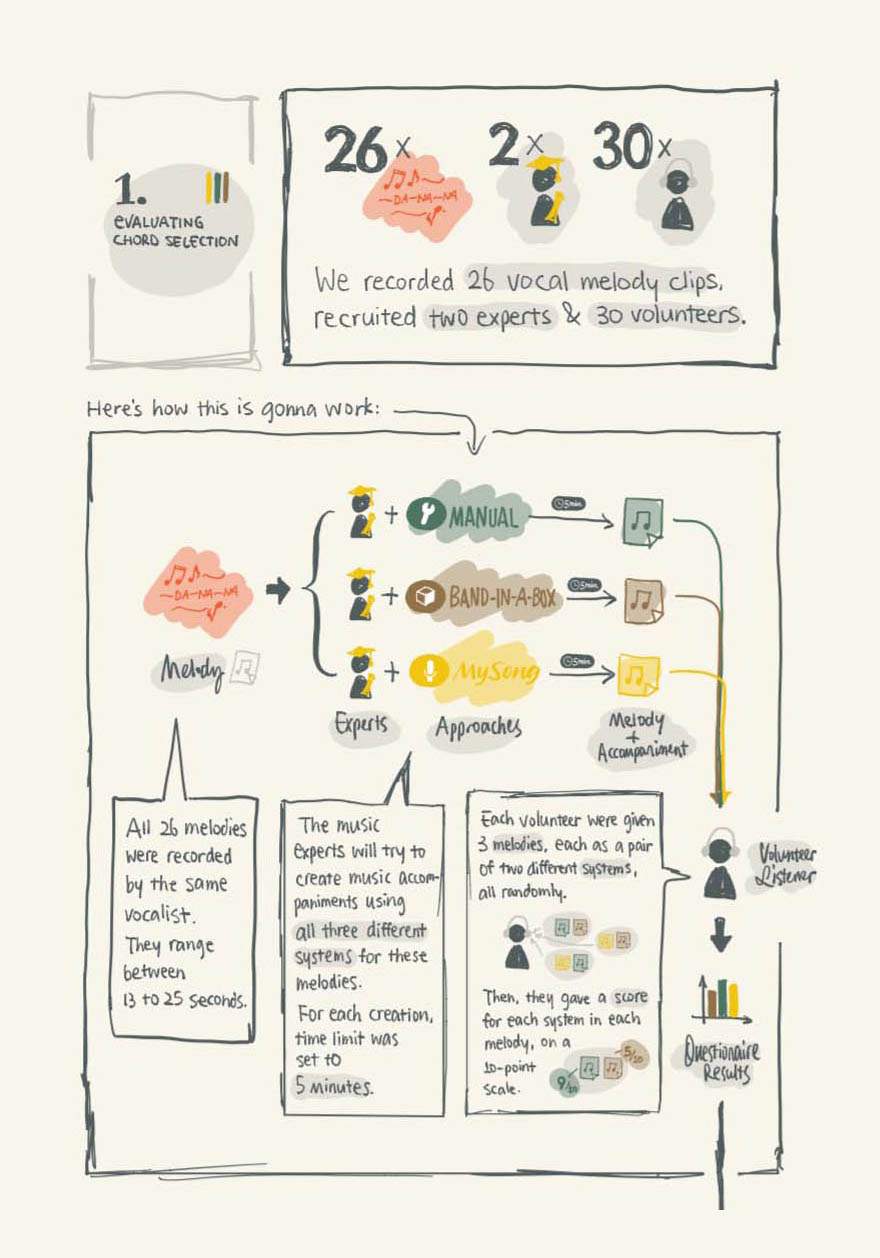 1.
EVALUATING
CHORD SELECTION
26x
2x
30x
~DA-NA-NA
We recorded 26 vocal melody clips,
recruited two experts & 30 volunteers.
Here's how this is gonna work:
~DA-NA-NA
Melody
+ MANUAL
5min
+ BAND-IN-A-BOX
5min
+ MySong
5min
Experts
Approaches
Melody
+
Accompaniment
All 26 melodies
were recorded
by the same
vocalist.
They range
between
13 to 25 seconds.
The music
experts will try to
create music accom-
paniments using
all three different
systems for these
melodies.
For each creation,
time limit was
set to
5 minutes.
Each volunteer were given
3 melodies, each as a pair
of two different systems,
all randomly.
Then, they gave a score
for each system in each
melody, on a
10-point
scale.
9/10
5/10
Volunteer
Listener
Questionaire
Results